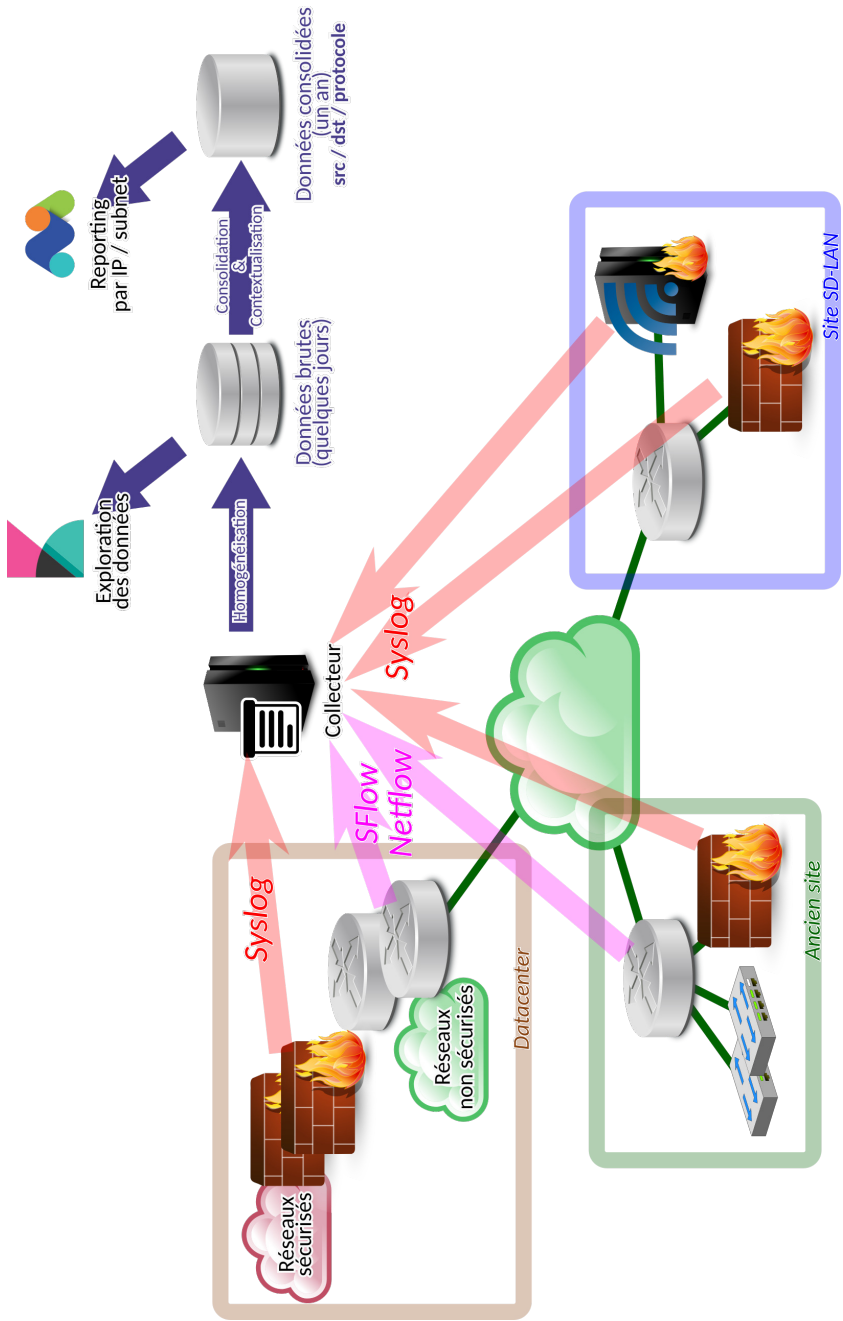 Exploration
des données
Reporting
par IP / subnet
Homogénéisation
Consolidation
&
Contextualisation
Données brutes
(quelques jours)
Données consolidées
(un an)
src / dst / protocole
Collecteur
Syslog
SFlow
Netflow
Syslog
Réseaux
sécurisés
Réseaux
non sécurisés
Datacenter
Ancien site
Site SD-LAN